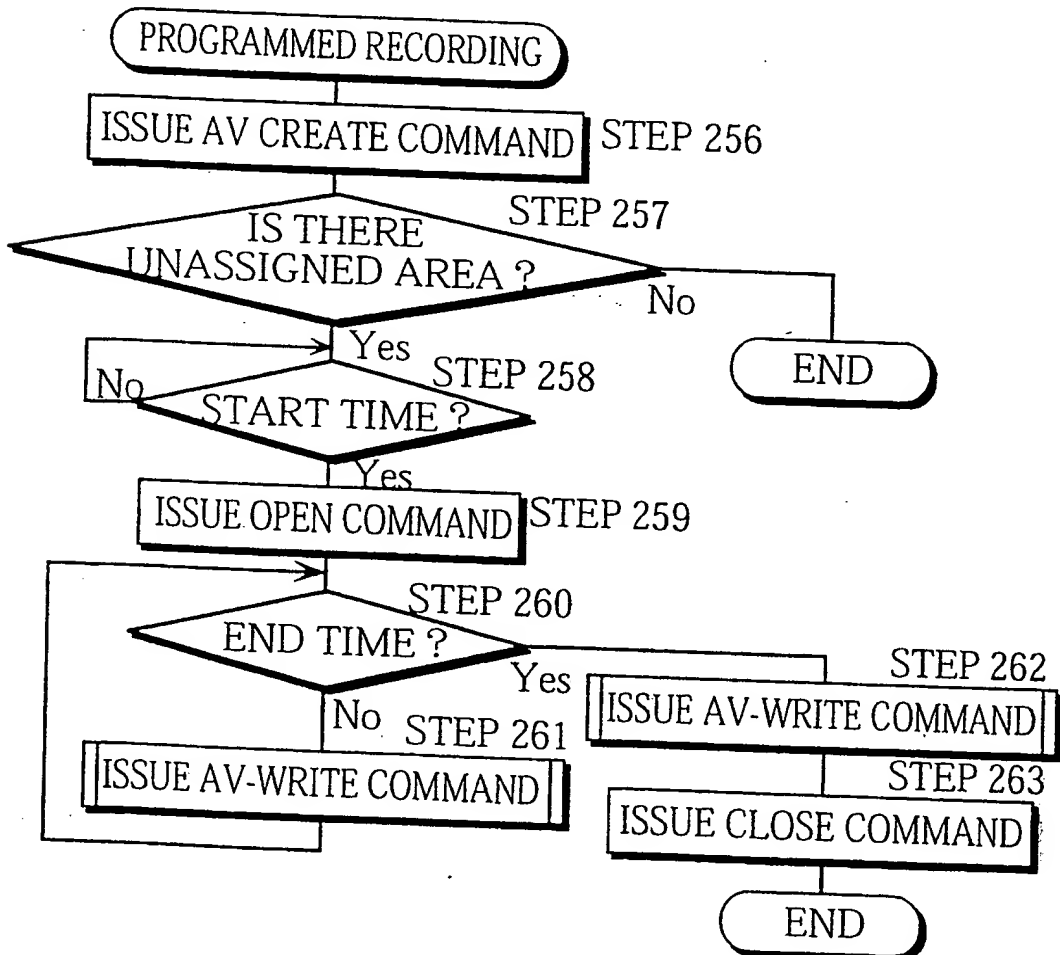 PROGRAMMED RECORDING
ISSUE AV CREATE COMMAND
STEP 256
STEP 257
IS THERE
UNASSIGNED AREA ?
No
END
Yes
STEP 258
No
START TIME ?
Yes
ISSUE OPEN COMMAND
STEP 259
STEP 260
END TIME ?
Yes
No
STEP 261
ISSUE AV-WRITE COMMAND
STEP 262
ISSUE AV-WRITE COMMAND
STEP 263
ISSUE CLOSE COMMAND
END